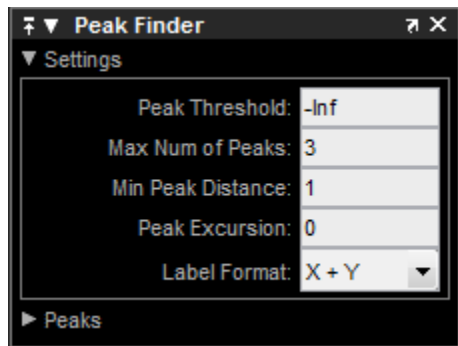 Peak Finder
Settings
Peak Threshold: -Inf
Max Num of Peaks: 3
Min Peak Distance: 1
Peak Excursion: 0
Label Format: X + Y
Peaks